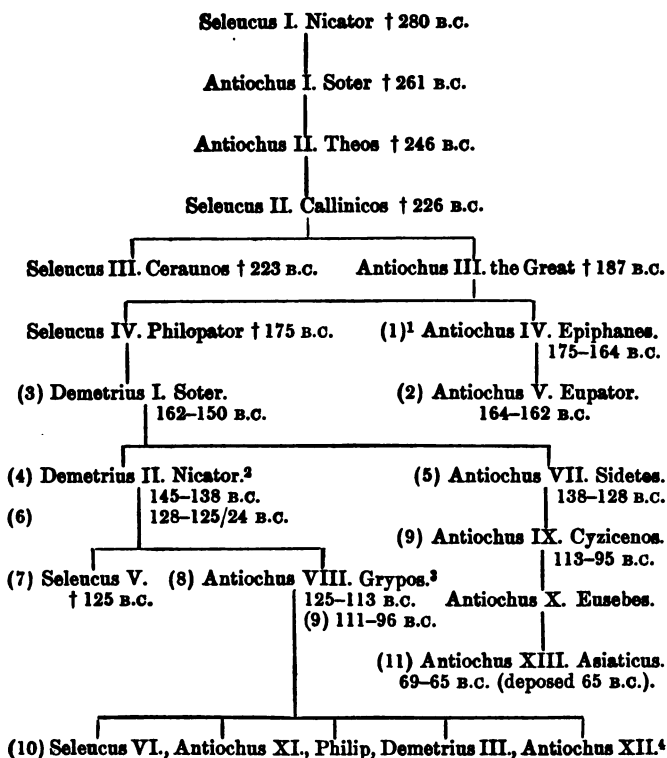 Seleucus I. Nicator † 280 B.C.
Antiochus I. Soter † 261 B.C.
Antiochus II. Theos † 246 B.C.
Seleucus II. Callinicos † 226 B.C.
Seleucus III. Ceraunos † 223 B.C. Antiochus III. the Great † 187 B.C.
Seleucus IV. Philopator † 175 B.C. (1)¹ Antiochus IV. Epiphanes.
175–164 B.C.
(3) Demetrius I. Soter. (2) Antiochus V. Eupator.
162–150 B.C. 164–162 B.C.
(4) Demetrius II. Nicator.² (5) Antiochus VII. Sidetes.
145–138 B.C. 138–128 B.C.
(6) 128–125/24 B.C.
(9) Antiochus IX. Cyzicenos.
113–95 B.C.
(7) Seleucus V. (8) Antiochus VIII. Grypos.³
† 125 B.C. 125–113 B.C. Antiochus X. Eusebes.
(9) 111–96 B.C.
(11) Antiochus XIII. Asiaticus.
69–65 B.C. (deposed 65 B.C.).
(10) Seleucus VI., Antiochus XI., Philip, Demetrius III., Antiochus XII.⁴